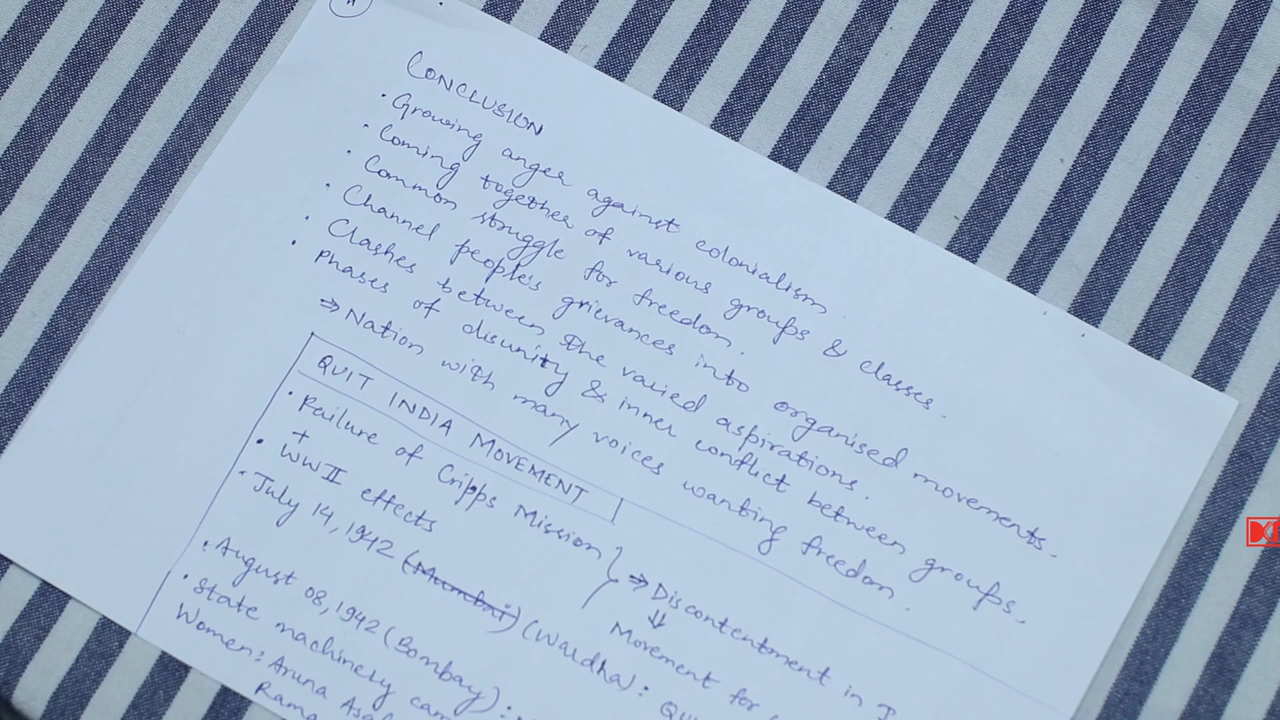 CONCLUSION
· Growing anger against colonialism
· Coming together of various groups & classes.
· Common struggle for freedom.
· Channel people's grievances into organised movements.
· Clashes between the varied aspirations.
· Phases of disunity & inner conflict between groups.
⇒ Nation with many voices wanting freedom.
QUIT INDIA MOVEMENT
· Failure of Cripps Mission
+
· WW II effects
⇒ Discontentment in
⇓
Movement for
· July 14, 1942 (Mumbai) (Wardha):
· August 08, 1942 (Bombay):
· State machinery
Women: Aruna